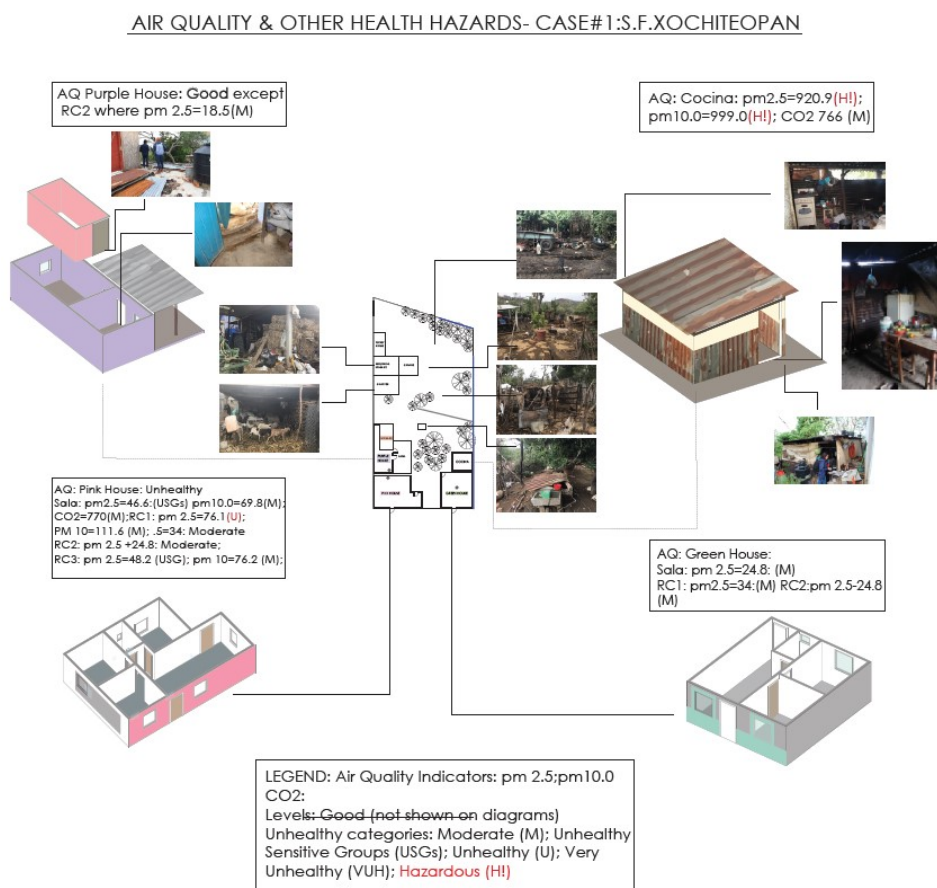 AIR QUALITY & OTHER HEALTH HAZARDS- CASE#1:S.F.XOCHITEOPAN
AQ Purple House: Good except
RC2 where pm 2.5=18.5(M)
AQ: Cocina: pm2.5=920.9(H!);
pm10.0=999.0(H!); CO2 766 (M)
COCINA
AQ: Pink House: Unhealthy
Sala: pm2.5=46.6:(USGs) pm10.0=69.8(M);
CO2=770(M);RC1: pm 2.5=76.1(U);
PM 10=111.6 (M); .5=34: Moderate
RC2: pm 2.5 +24.8: Moderate;
RC3: pm 2.5=48.2 (USG); pm 10=76.2 (M);
AQ: Green House:
Sala: pm 2.5=24.8: (M)
RC1: pm2.5=34:(M) RC2:pm 2.5-24.8
(M)
LEGEND: Air Quality Indicators: pm 2.5;pm10.0
CO2:
Levels: Good (not shown on diagrams)
Unhealthy categories: Moderate (M); Unhealthy
Sensitive Groups (USGs); Unhealthy (U); Very
Unhealthy (VUH); Hazardous (H!)